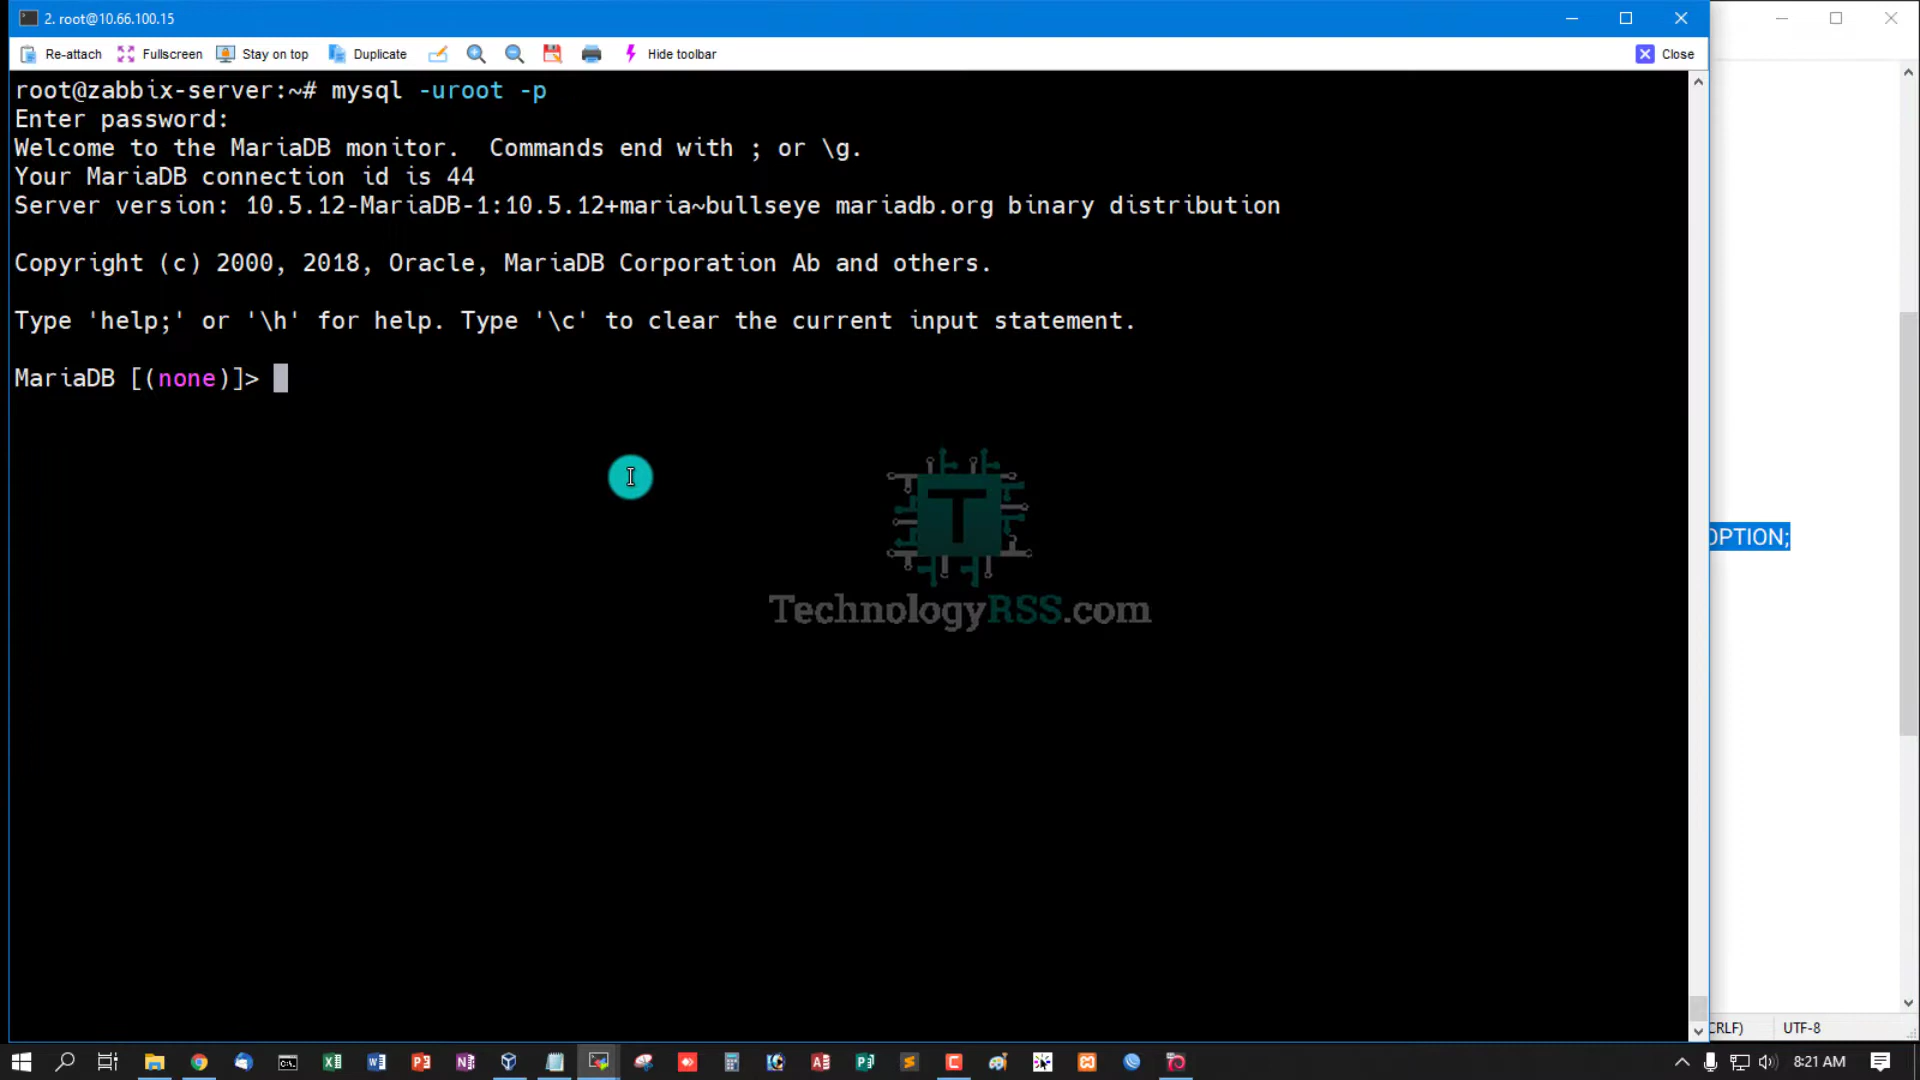 2. root@10.66.100.15
Re-attach Fullscreen Stay on top Duplicate Hide toolbar Close
root@zabbix-server:~# mysql -uroot -p
Enter password:
Welcome to the MariaDB monitor.  Commands end with ; or \g.
Your MariaDB connection id is 44
Server version: 10.5.12-MariaDB-1:10.5.12+maria~bullseye mariadb.org binary distribution
Copyright (c) 2000, 2018, Oracle, MariaDB Corporation Ab and others.
Type 'help;' or '\h' for help. Type '\c' to clear the current input statement.
MariaDB [(none)]>
OPTION;
TechnologyRSS.com
CRLF) UTF-8
8:21 AM